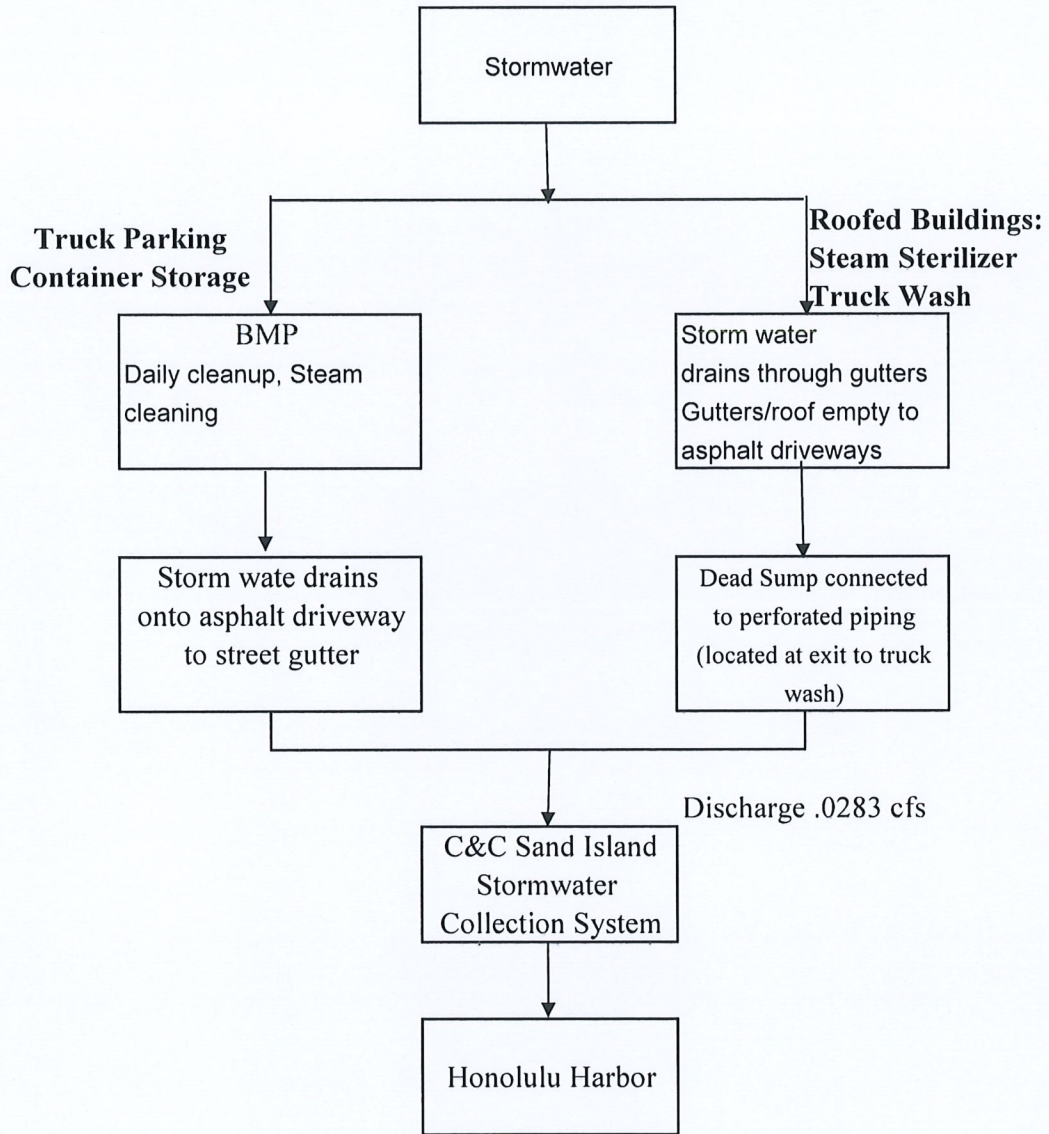 Stormwater
Truck Parking
Container Storage
Roofed Buildings:
Steam Sterilizer
Truck Wash
BMP
Daily cleanup, Steam
cleaning
Storm water
drains through gutters
Gutters/roof empty to
asphalt driveways
Storm wate drains
onto asphalt driveway
to street gutter
Dead Sump connected
to perforated piping
(located at exit to truck
wash)
Discharge .0283 cfs
C&C Sand Island
Stormwater
Collection System
Honolulu Harbor